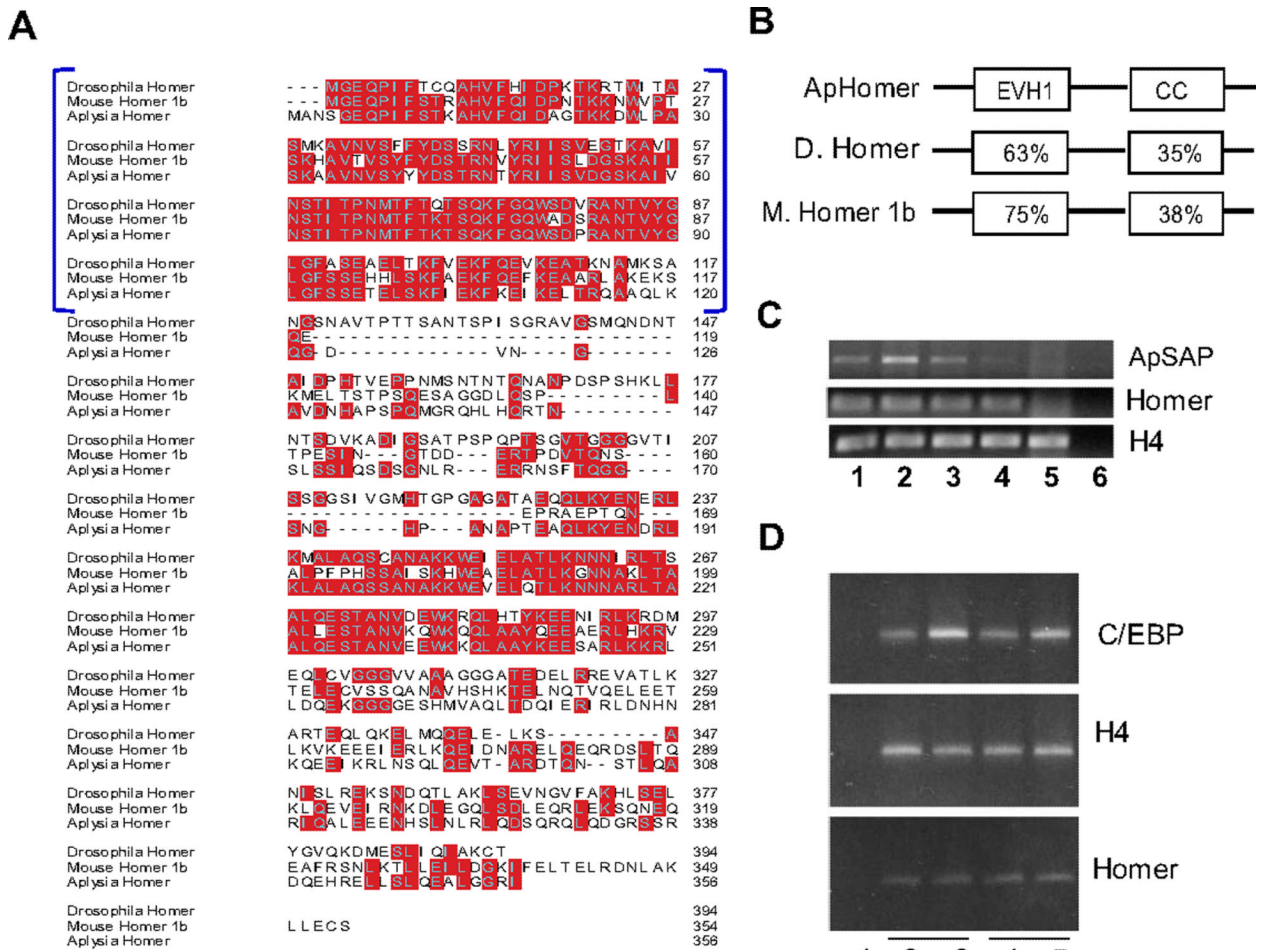 A
Drosophila Homer - - - MGEQPIFTCQAHVFHIDPKTKRTWITA 27
Mouse Homer 1b - - - MGEQPIFSTRAHVFQIDPNTKKNWVPT 27
Aplysia Homer MANSGEQPIFSTKAHVFQIDAGTKKDWLPA 30
Drosophila Homer SMKAVNVSFFYDSSRNLYRIISVEGTKAVI 57
Mouse Homer 1b SKHAVTVSYFYDSTRNVYRIISLDGSKAII 57
Aplysia Homer SKAAVNVSYYYDSTRNTYRIISVDGSKAIV 60
Drosophila Homer NSTITPNMTFTQTSQKFGQWSDVRANTVYG 87
Mouse Homer 1b NSTITPNMTFTKTSQKFGQWADSRANTVYG 87
Aplysia Homer NSTITPNMTFTKTSQKFGQWSDPRANTVYG 90
Drosophila Homer LGFASEAELTKFVEKFQEVKEATKNAMKSA 117
Mouse Homer 1b LGFSSEHHLSKFAEKFQEFKEAARLAKEKS 117
Aplysia Homer LGFSSETELSKFIEKFKEIKELTRQAAQLK 120
Drosophila Homer NGSNAVTPTTSANTSPISGRAVGSMQNDNT 147
Mouse Homer 1b QE- - - - - - - - - - - - - - - - - - - - - - - - - - - - 119
Aplysia Homer QG- D- - - - - - - - - - - - VN- - - - G- - - - - - - 126
Drosophila Homer AIDPHTVEPPNMSNTNTQNANPDSPSHKLL 177
Mouse Homer 1b KMELTSTPSQESAGGDLQSP- - - - - - - - - L 140
Aplysia Homer AVDNHAPSPQMGRQHLHQRTN- - - - - - - - - 147
Drosophila Homer NTSDVKADIGSATPSPQPTSGVTGGGGVTI 207
Mouse Homer 1b TPESIN- - - GTDD- - - ERTPDVTQNS- - - - 160
Aplysia Homer SLSSIQSDSGNLR- - - ERRNSFTQGG- - - - 170
Drosophila Homer SSGGSIVGMHTGPGAGATAEQQLKYENERL 237
Mouse Homer 1b - - - - - - - - - - - - - - - - - - EPRAEPTQN- - - 169
Aplysia Homer SNG- - - - - - HP- - - ANAPTEAQLKYENDRL 191
Drosophila Homer KMALAQSCANAKKWEIELATLKNNNIRLTS 267
Mouse Homer 1b ALPFPHSSAISKHWEAELATLKGNNAKLTA 199
Aplysia Homer KLALAQSSANAKKWEVELQTLKNNNARLTA 221
Drosophila Homer ALQESTANVDEWKRQLHTYKEENIRLKRDM 297
Mouse Homer 1b ALLESTANVKQWKQQLAAYQEEAERLHKRV 229
Aplysia Homer ALQESTANVEEWKKQLAAYKEESARLKKRL 251
Drosophila Homer EQLCVGGGVVAAAGGGATEDELRREVATLK 327
Mouse Homer 1b TELECVSSQANAVHSHKTELNQTVQELEET 259
Aplysia Homer LDQEKGGGGESHMVAQLTDQIERIRLDNHN 281
Drosophila Homer ARTEQLQKELMQQELE- LKS- - - - - - - - - A 347
Mouse Homer 1b LKVKEEEIERLKQEIDNARELQEQRDSLTQ 289
Aplysia Homer KQEEIKRLNSQLQEVT- ARDTQN- - STLQA 308
Drosophila Homer NISLREKSNDQTLAKLSEVNGVFAKHLSEL 377
Mouse Homer 1b KLQEVEIRNKDLEGQLSDLEQRLEKSQNEQ 319
Aplysia Homer RIQALEEENHSLNLRLQDSQRQLQDGRSSR 338
Drosophila Homer YGVQKDMESLIQILAKCT 394
Mouse Homer 1b EAFRSNLKTLLEILDGKIFELTELRDNLAK 349
Aplysia Homer DQEHRELLSLQEALGGRI 356
Drosophila Homer 394
Mouse Homer 1b LLECS 354
Aplysia Homer 356
B
ApHomer EVH1 CC
D. Homer 63% 35%
M. Homer 1b 75% 38%
C
ApSAP
Homer
H4
1 2 3 4 5 6
D
C/EBP
H4
Homer